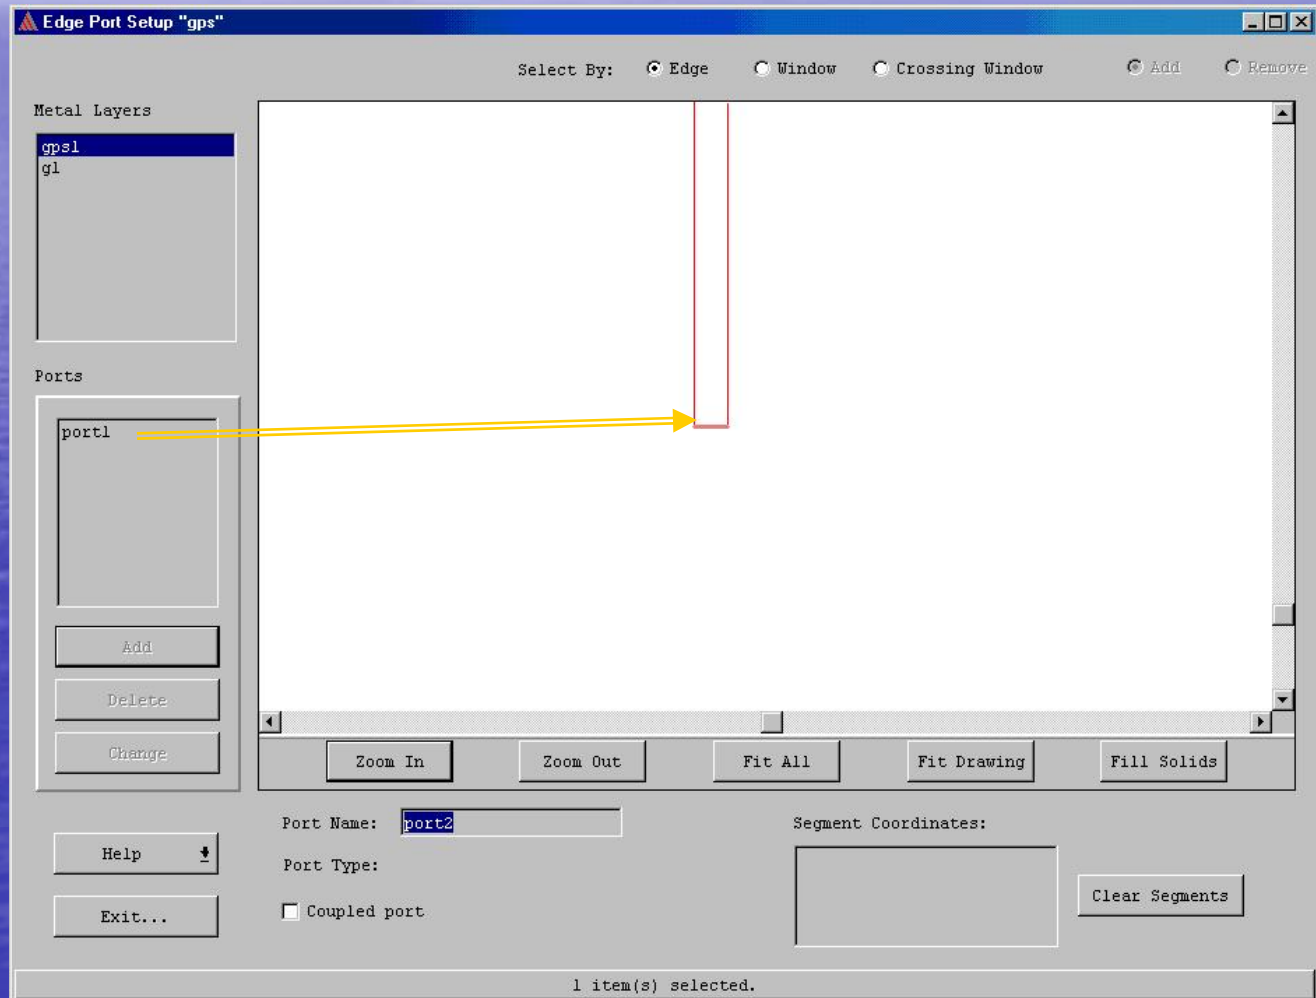 Edge Port Setup "gps"
Select By: Edge Window Crossing Window Add Remove
Metal Layers
gpsl
gl
Ports
portl
Add
Delete
Change
Zoom In Zoom Out Fit All Fit Drawing Fill Solids
Port Name: port2
Segment Coordinates:
Help
Port Type:
Clear Segments
Coupled port
Exit...
1 item(s) selected.